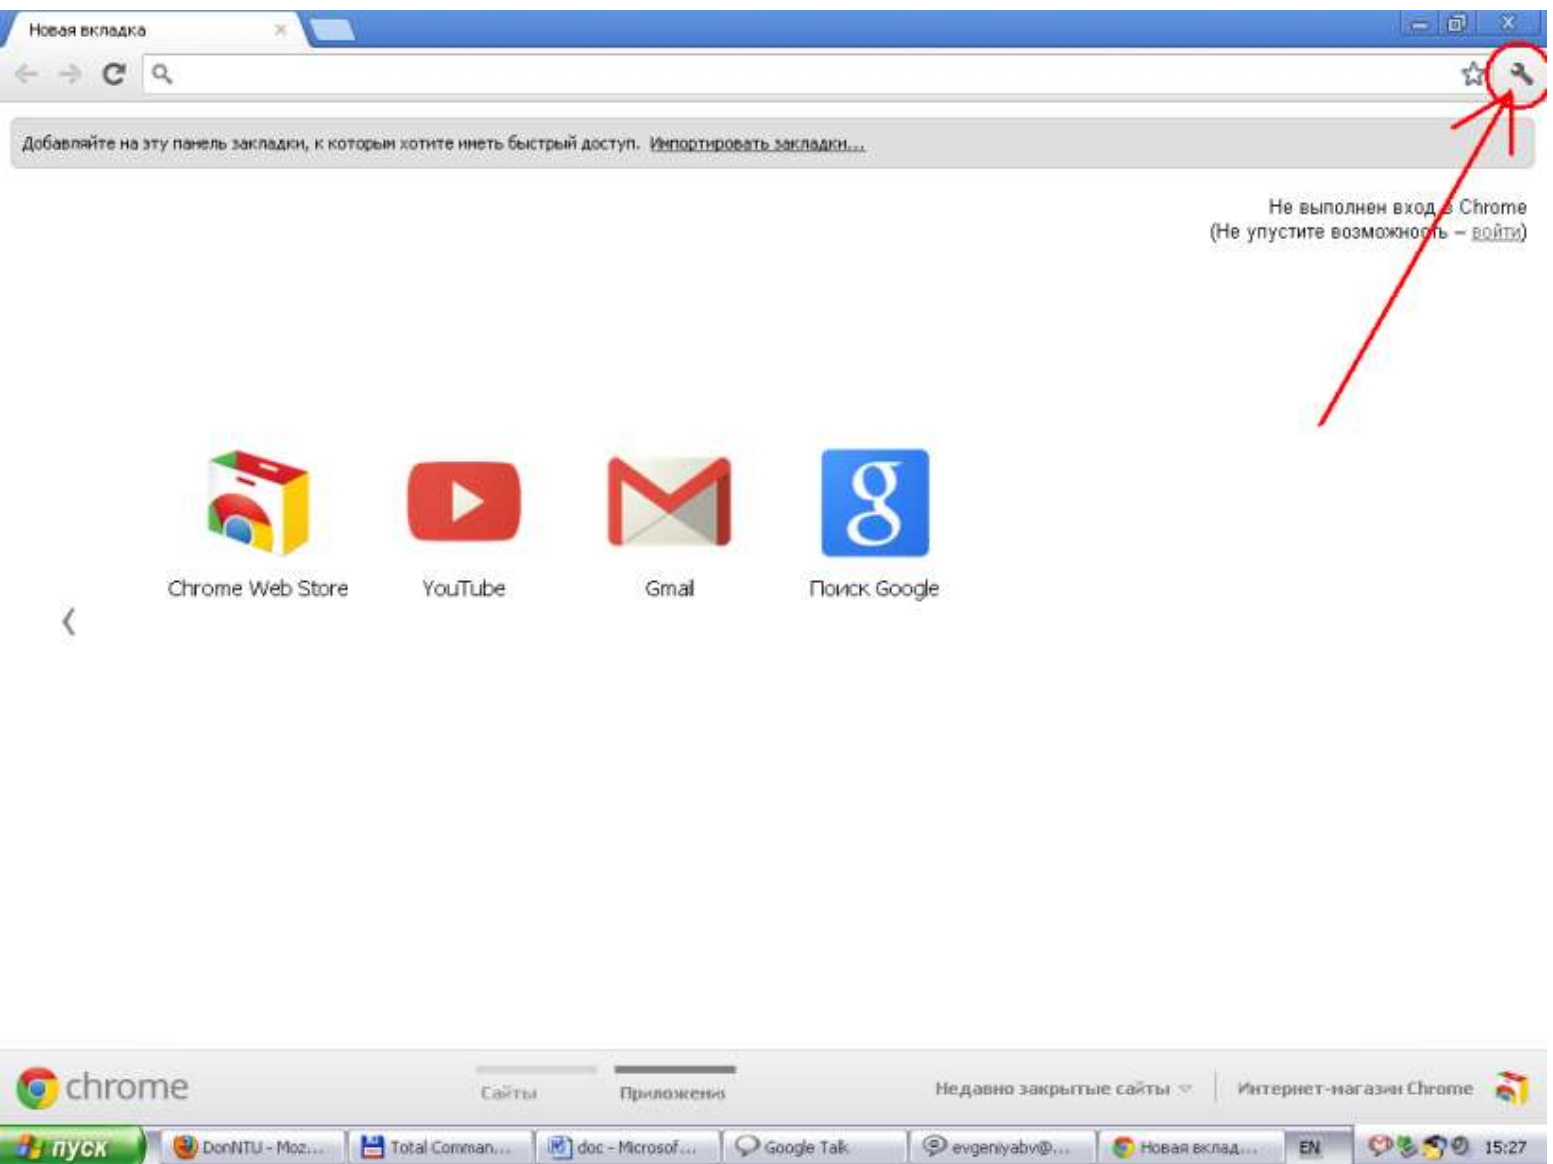 Новая вкладка
Добавляйте на эту панель закладки, к которым хотите иметь быстрый доступ. Импортировать закладки...
Не выполнен вход в Chrome
(Не упустите возможность – войти)
Chrome Web Store
YouTube
Gmail
Поиск Google
chrome
Сайты
Приложения
Недавно закрытые сайты
Интернет-магазин Chrome
пуск
DonNTU - Moz...
Total Comman...
doc - Microsof...
Google Talk
evgeniyabv@...
Новая вклад...
EN
15:27